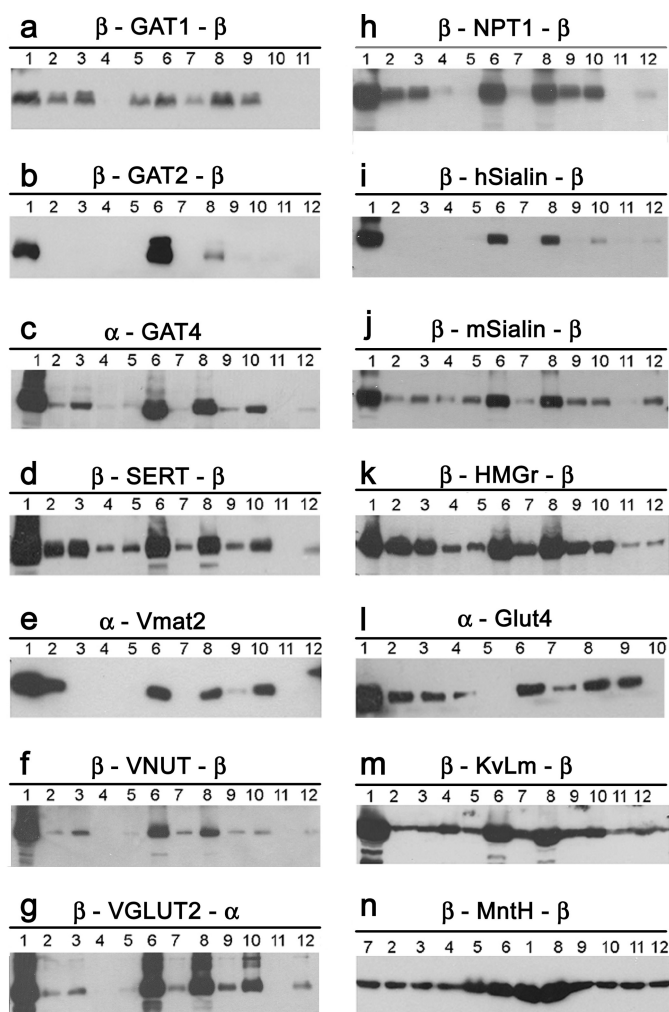 a
β - GAT1 - β
1 2 3 4 5 6 7 8 9 10 11
b
β - GAT2 - β
1 2 3 4 5 6 7 8 9 10 11 12
c
α - GAT4
1 2 3 4 5 6 7 8 9 10 11 12
d
β - SERT - β
1 2 3 4 5 6 7 8 9 10 11 12
e
α - Vmat2
1 2 3 4 5 6 7 8 9 10 11 12
f
β - VNUT - β
1 2 3 4 5 6 7 8 9 10 11 12
g
β - VGLUT2 - α
1 2 3 4 5 6 7 8 9 10 11 12
h
β - NPT1 - β
1 2 3 4 5 6 7 8 9 10 11 12
i
β - hSialin - β
1 2 3 4 5 6 7 8 9 10 11 12
j
β - mSialin - β
1 2 3 4 5 6 7 8 9 10 11 12
k
β - HMGr - β
1 2 3 4 5 6 7 8 9 10 11 12
l
α - Glut4
1 2 3 4 5 6 7 8 9 10
m
β - KvLm - β
1 2 3 4 5 6 7 8 9 10 11 12
n
β - MntH - β
7 2 3 4 5 6 1 8 9 10 11 12